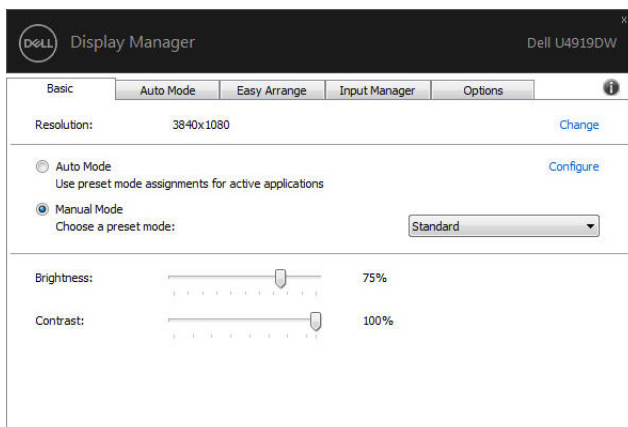 x
DELL Display Manager Dell U4919DW
Basic Auto Mode Easy Arrange Input Manager Options
Resolution: 3840x1080 Change
Auto Mode Configure
Use preset mode assignments for active applications
Manual Mode
Choose a preset mode: Standard
Brightness: 75%
Contrast: 100%